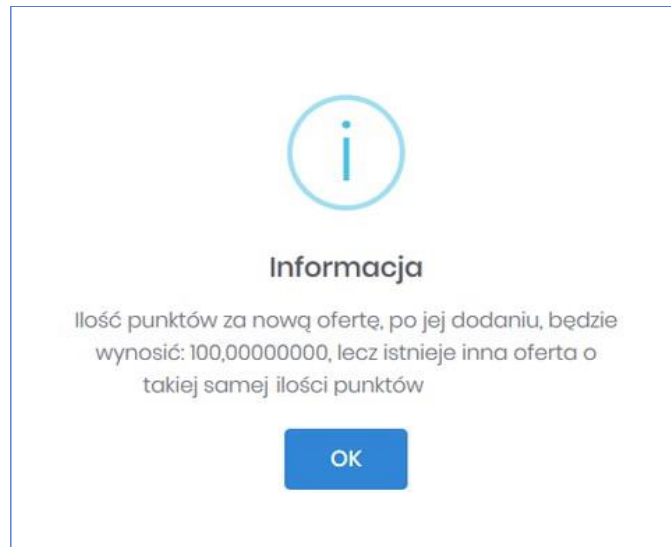 Informacja
Ilość punktów za nową ofertę, po jej dodaniu, będzie
wynosić: 100,00000000, lecz istnieje inna oferta o
takiej samej ilości punktów
OK